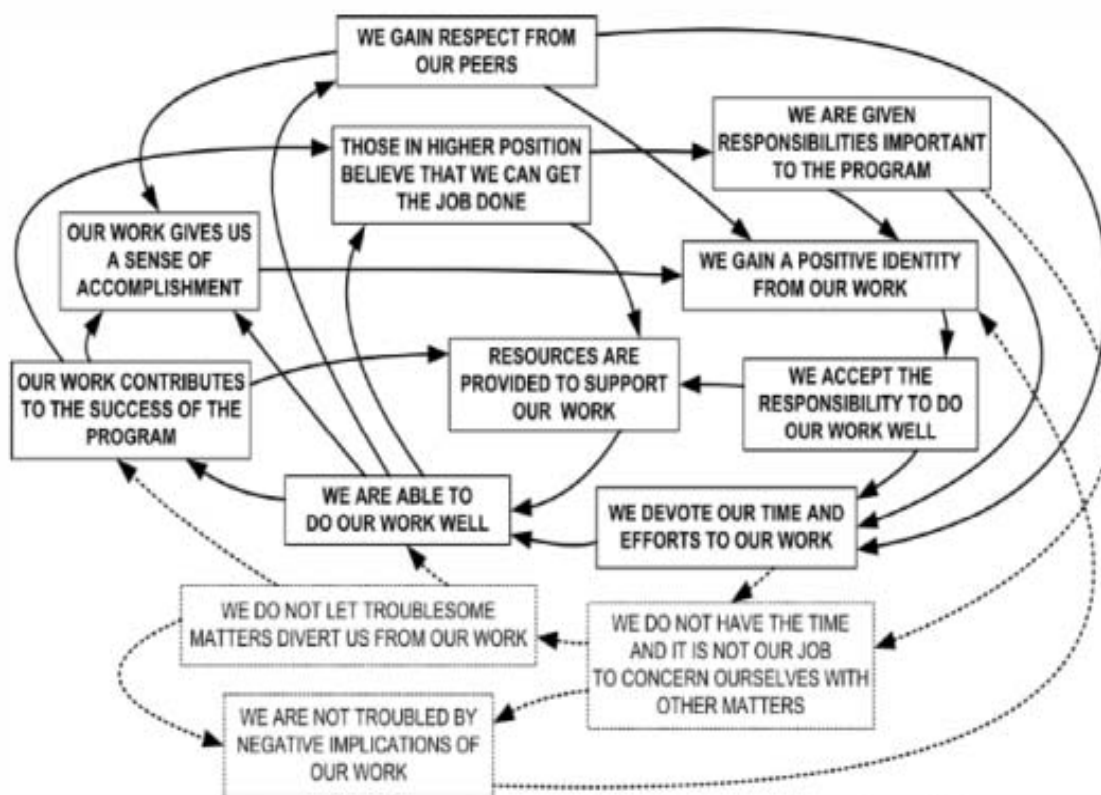 WE GAIN RESPECT FROM
OUR PEERS
WE ARE GIVEN
RESPONSIBILITIES IMPORTANT
TO THE PROGRAM
THOSE IN HIGHER POSITION
BELIEVE THAT WE CAN GET
THE JOB DONE
OUR WORK GIVES US
A SENSE OF
ACCOMPLISHMENT
WE GAIN A POSITIVE IDENTITY
FROM OUR WORK
RESOURCES ARE
PROVIDED TO SUPPORT
OUR WORK
OUR WORK CONTRIBUTES
TO THE SUCCESS OF THE
PROGRAM
WE ACCEPT THE
RESPONSIBILITY TO DO
OUR WORK WELL
WE ARE ABLE TO
DO OUR WORK WELL
WE DEVOTE OUR TIME AND
EFFORTS TO OUR WORK
WE DO NOT LET TROUBLESOME
MATTERS DIVERT US FROM OUR WORK
WE DO NOT HAVE THE TIME
AND IT IS NOT OUR JOB
TO CONCERN OURSELVES WITH
OTHER MATTERS
WE ARE NOT TROUBLED BY
NEGATIVE IMPLICATIONS OF
OUR WORK